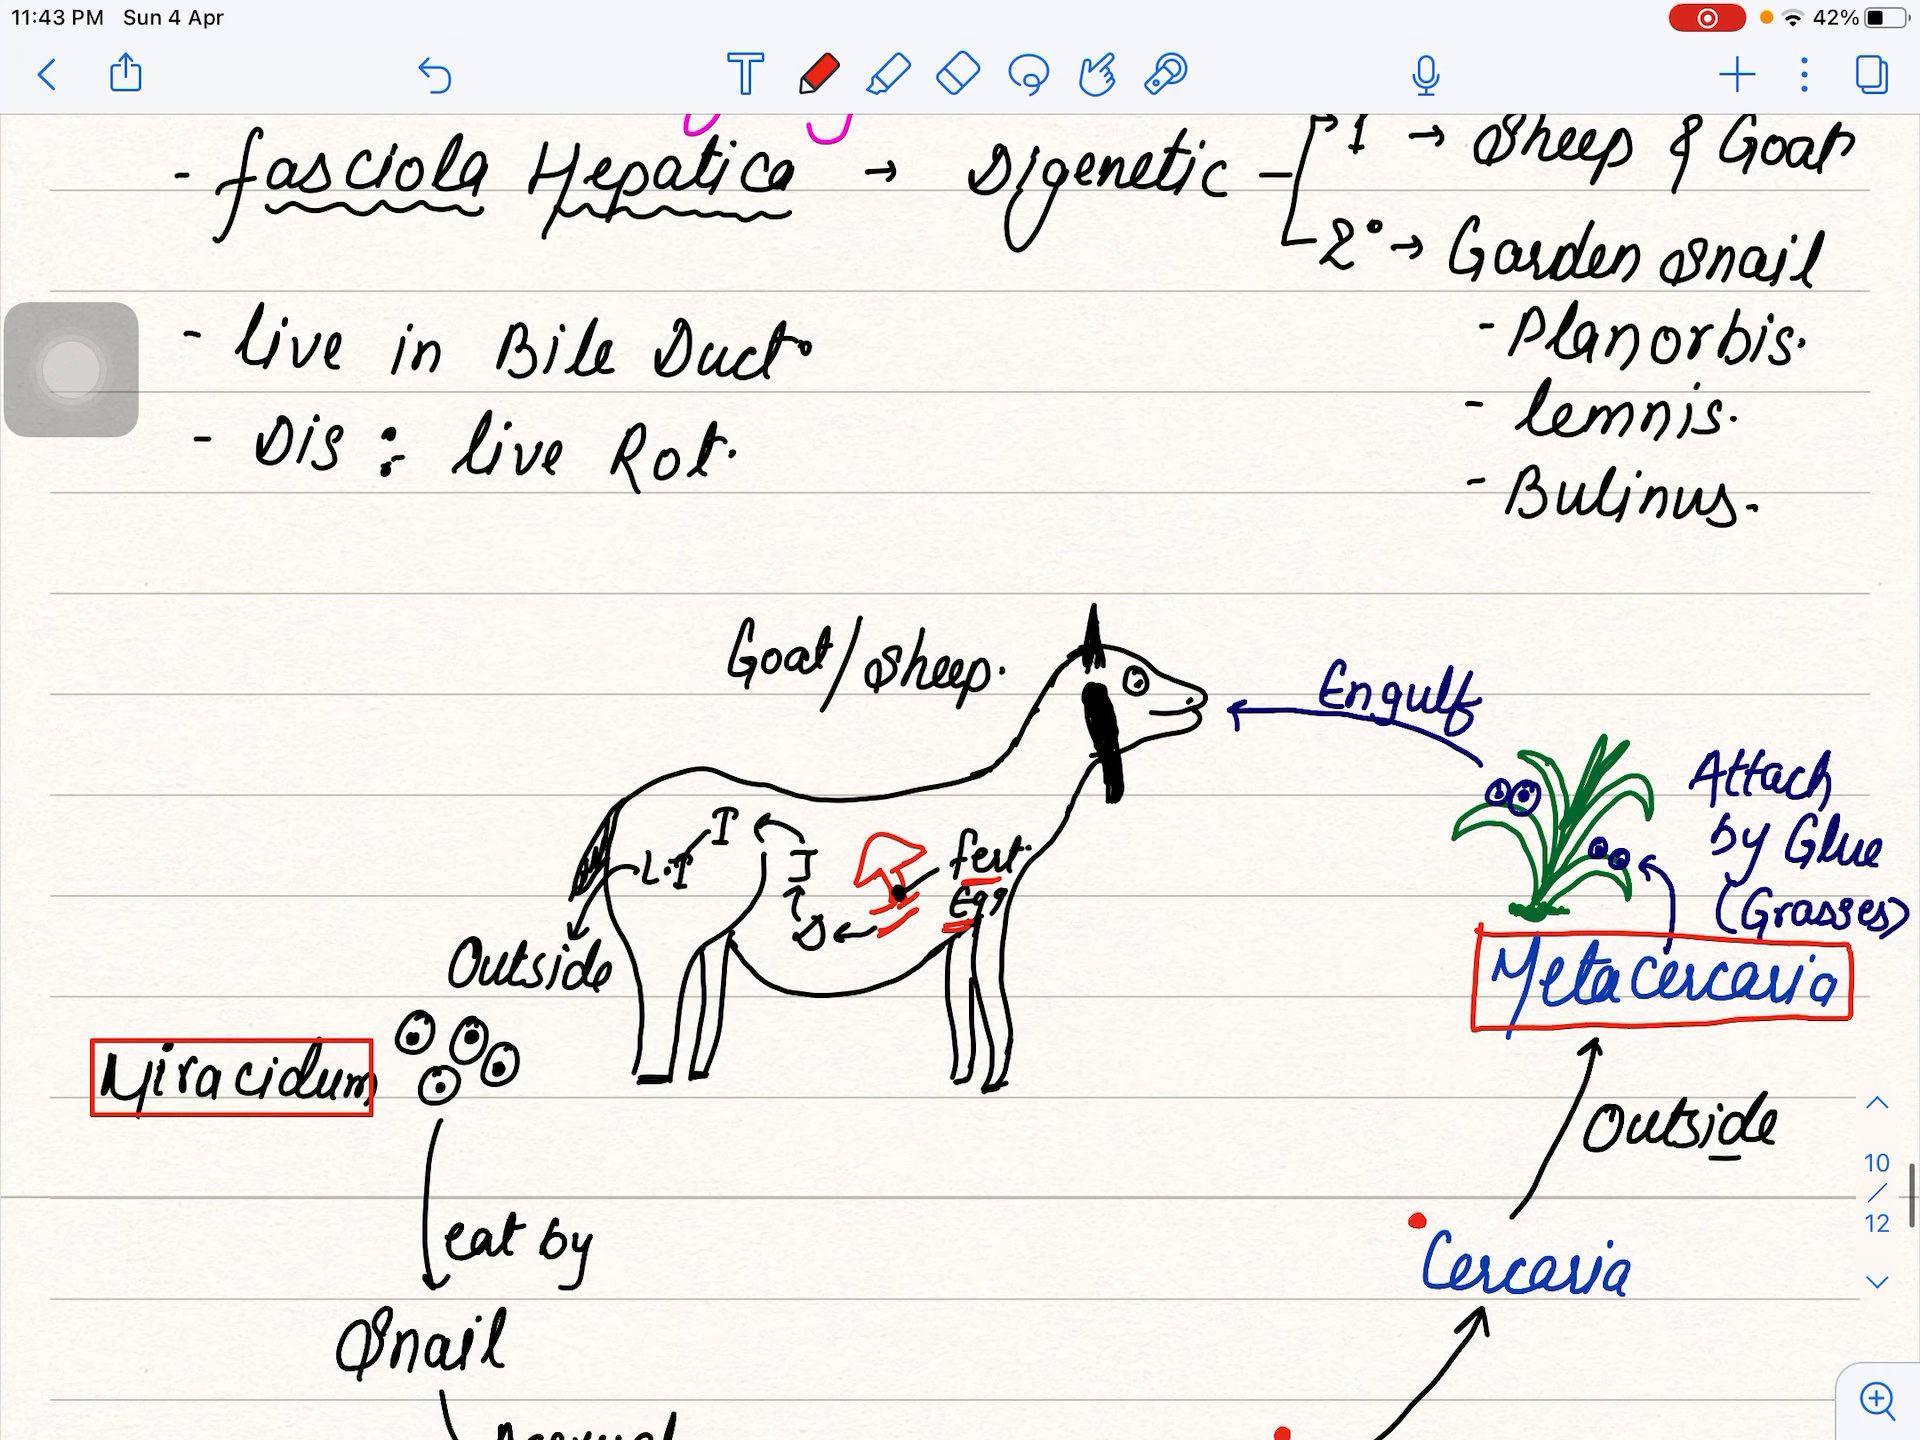 11:43 PM Sun 4 Apr
42%
- Fasciola Hepatica → Digenetic - 1° → Sheep & Goat
2° → Garden Snail
- Planorbis.
- lemnis.
- Bulinus.
- live in Bile Duct.
- Dis : live Rot.
Goat/Sheep.
Engulf
Attach
by Glue
(Grasses)
Metacercaria
I
L.I
J
D
fert.
Egg
Outside
Miracidum
eat by
Snail
Asexual
Outside
Cercaria
10
/
12